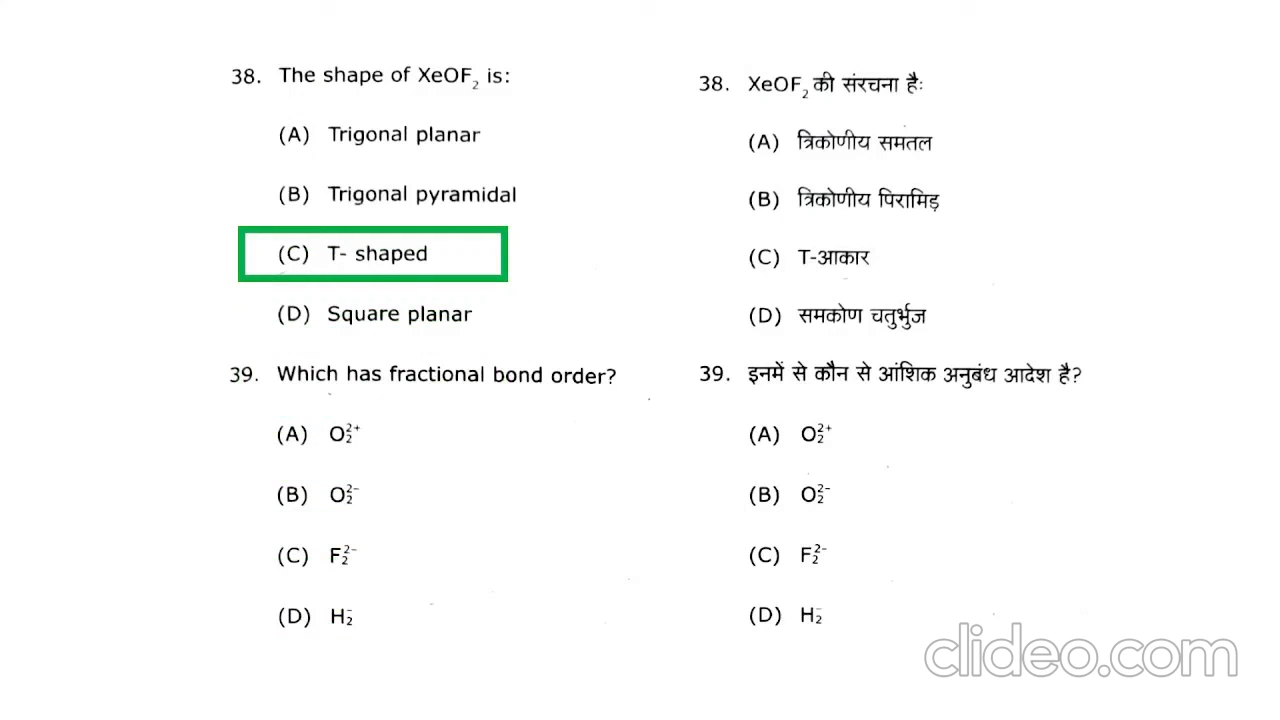 38. The shape of XeOF₂ is:
(A) Trigonal planar
(B) Trigonal pyramidal
(C) T- shaped
(D) Square planar
39. Which has fractional bond order?
(A) O₂²⁺
(B) O₂²⁻
(C) F₂²⁻
(D) H₂⁻
38. XeOF₂ की संरचना हैः
(A) त्रिकोणीय समतल
(B) त्रिकोणीय पिरामिड़
(C) T-आकार
(D) समकोण चतुर्भुज
39. इनमें से कौन से आंशिक अनुबंध आदेश है?
(A) O₂²⁺
(B) O₂²⁻
(C) F₂²⁻
(D) H₂⁻
clideo.com